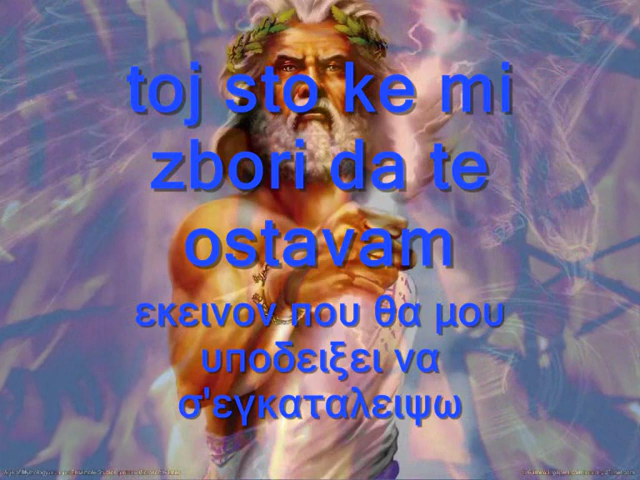 toj sto ke mi
zbori da te
ostavam
εκεινον που θα μου
υποδειξει να
σ'εγκαταλειψω